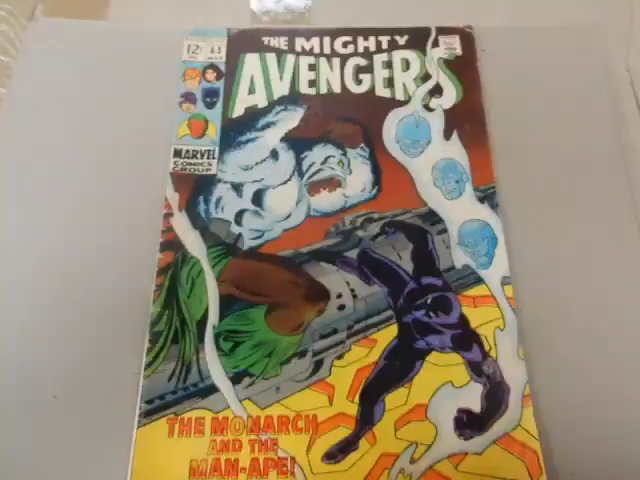 12¢
THE MIGHTY
AVENGERS
MARVEL
COMICS
GROUP
THE MONARCH
AND THE
MAN-APE!